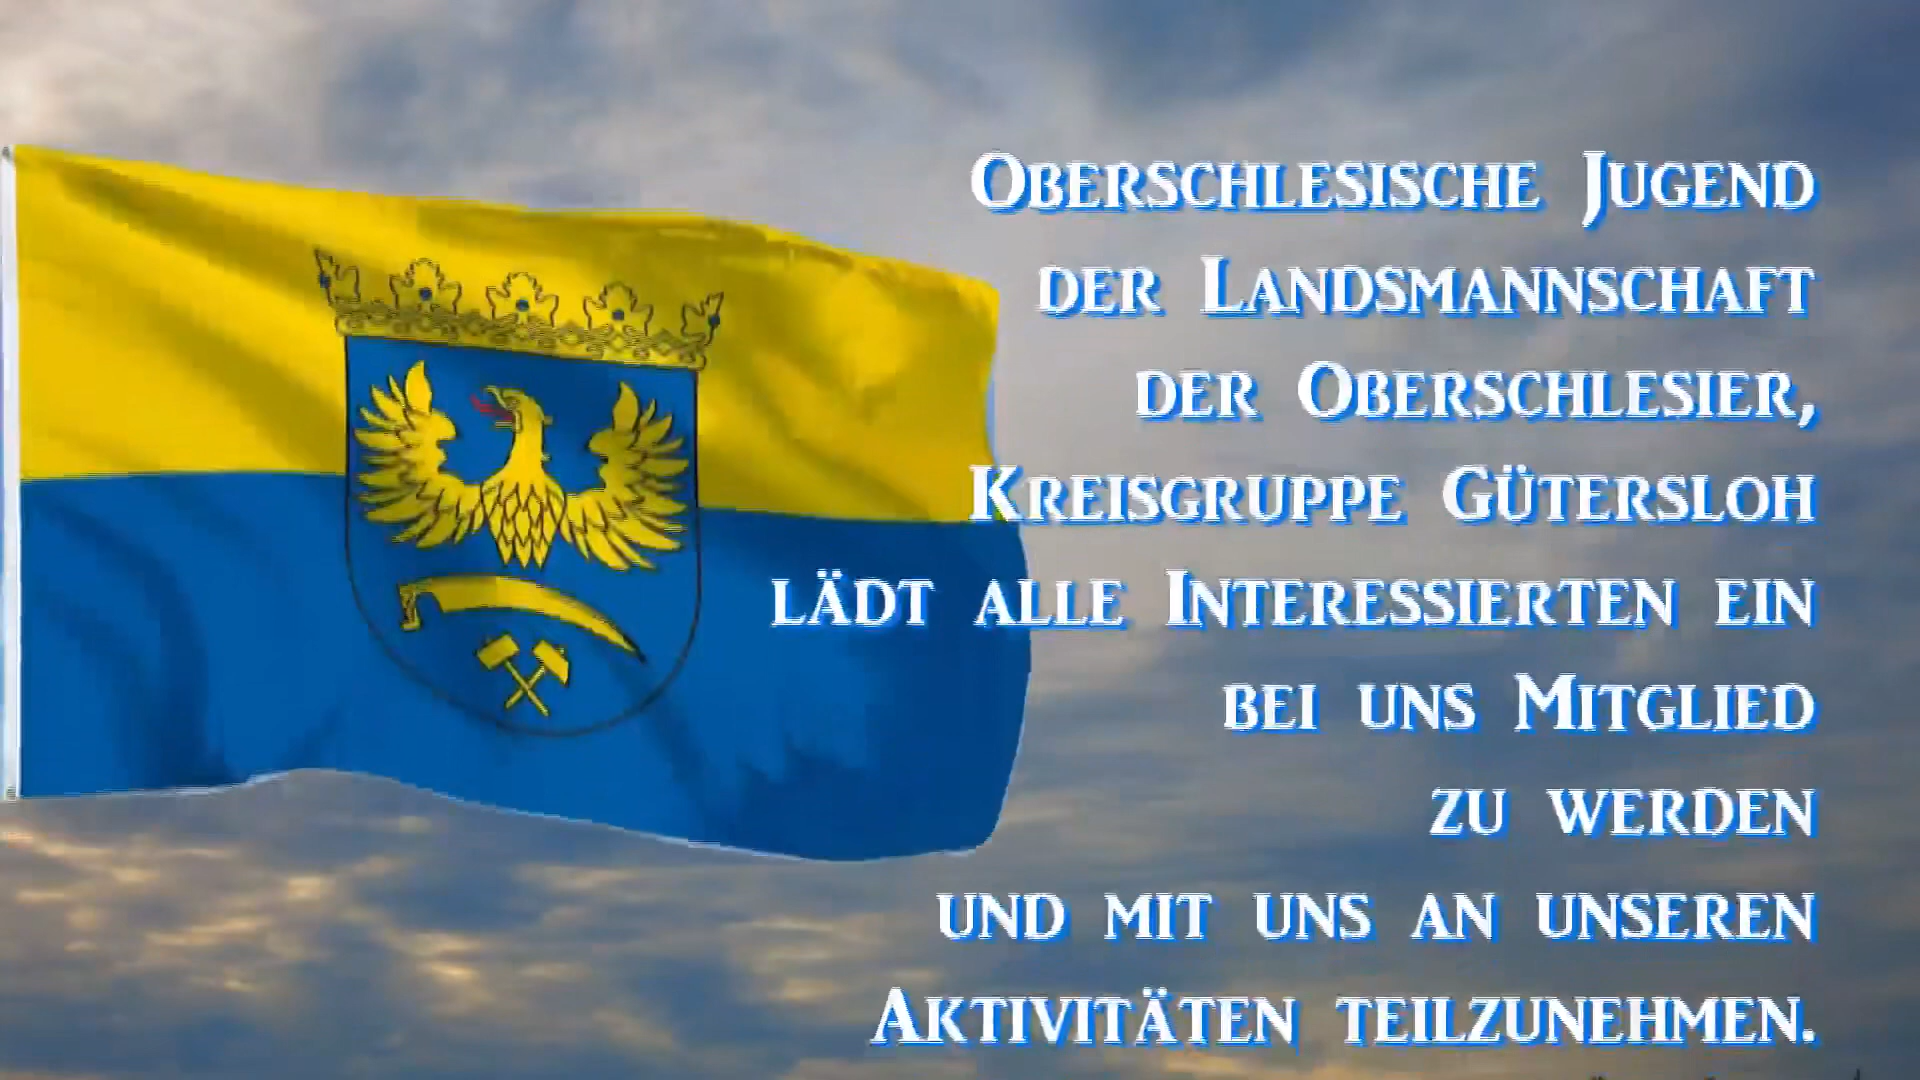 Oberschlesische Jugend
der Landsmannschaft
der Oberschlesier,
Kreisgruppe Gütersloh
lädt alle Interessierten ein
bei uns Mitglied
zu werden
und mit uns an unseren
Aktivitäten teilzunehmen.